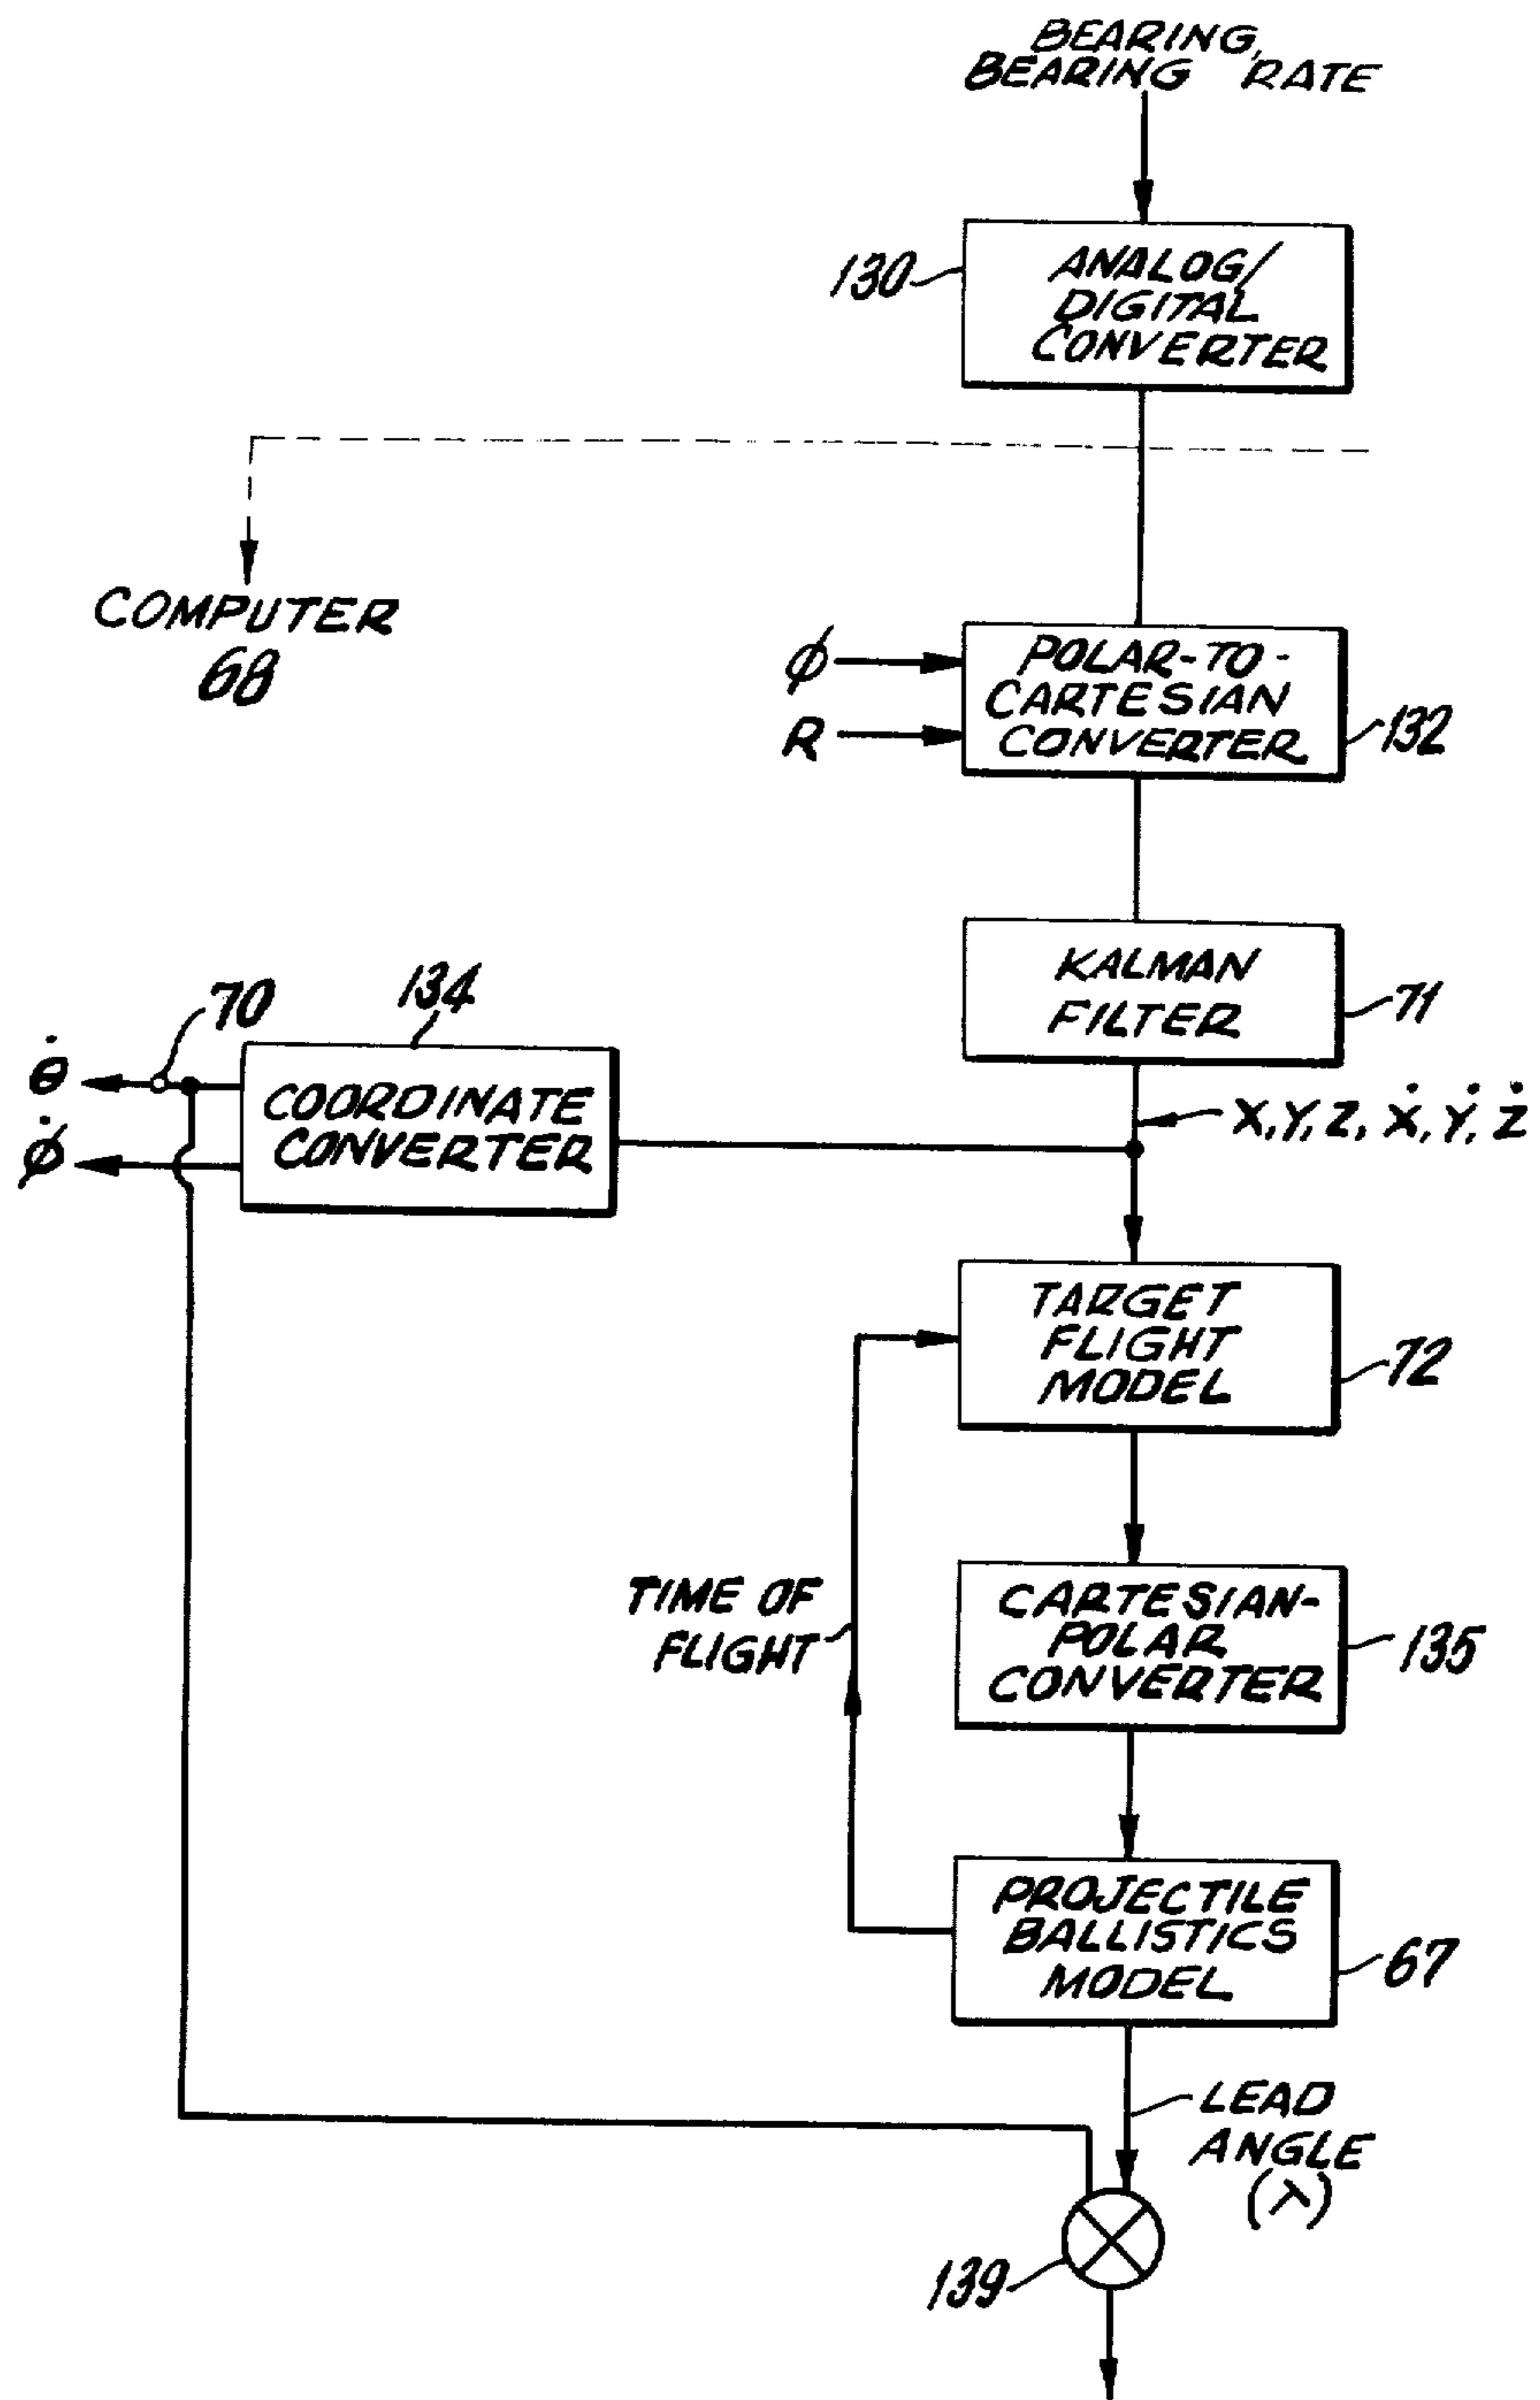 BEARING,
BEARING RATE
130
ANALOG/
DIGITAL
CONVERTER
COMPUTER
68
ϕ
R
POLAR-TO-
CARTESIAN
CONVERTER
132
KALMAN
FILTER
71
134
70
θ̇
ϕ̇
COORDINATE
CONVERTER
X, Y, Z, Ẋ, Ẏ, Ż
TARGET
FLIGHT
MODEL
72
TIME OF
FLIGHT
CARTESIAN-
POLAR
CONVERTER
135
PROJECTILE
BALLISTICS
MODEL
67
LEAD
ANGLE
(λ)
139